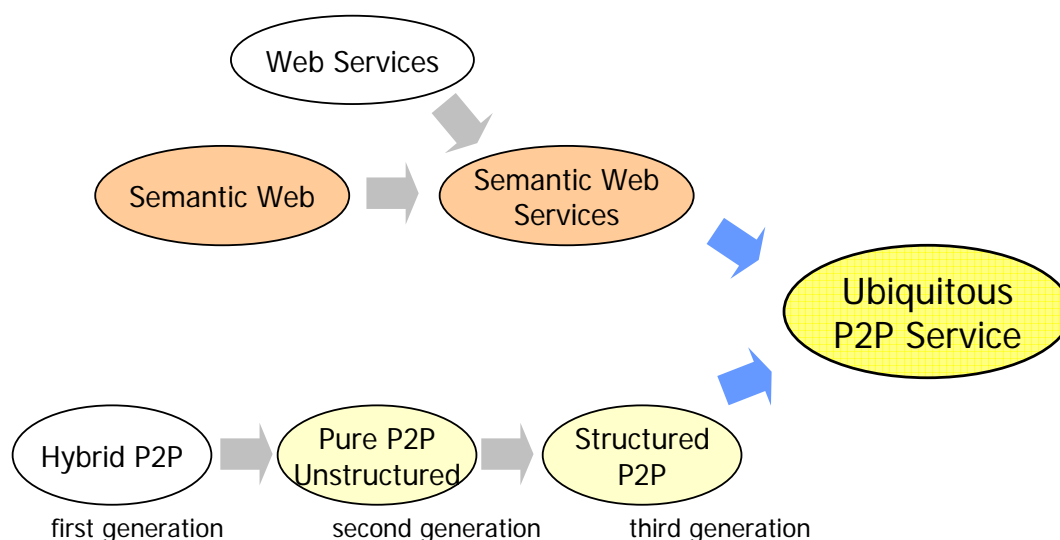 Web Services
Semantic Web
Semantic Web
Services
Ubiquitous
P2P Service
Hybrid P2P
Pure P2P
Unstructured
Structured
P2P
first generation
second generation
third generation